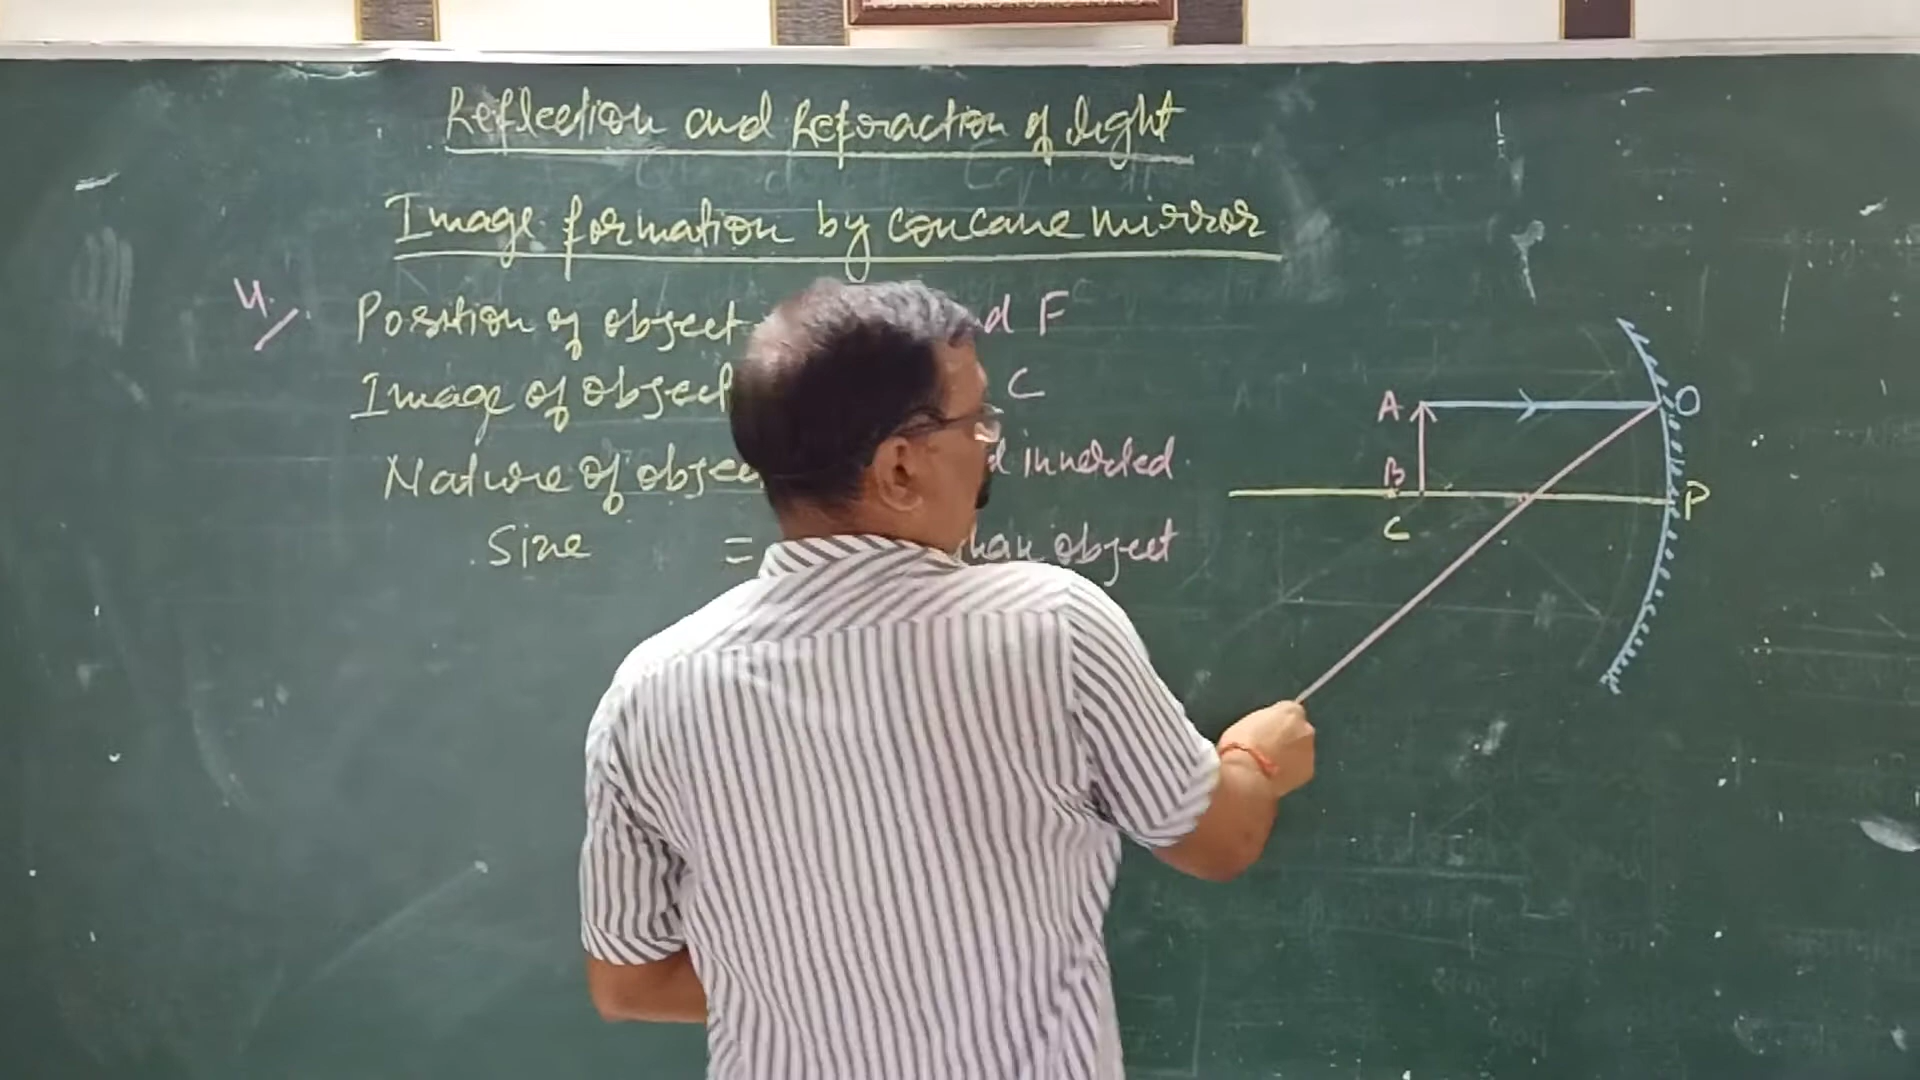 Reflection and Refraction of light
Image formation by concave mirror
4/ Position of object d F
Image of object C
Nature of objec d inverted
Size = than object
A
O
B
P
C